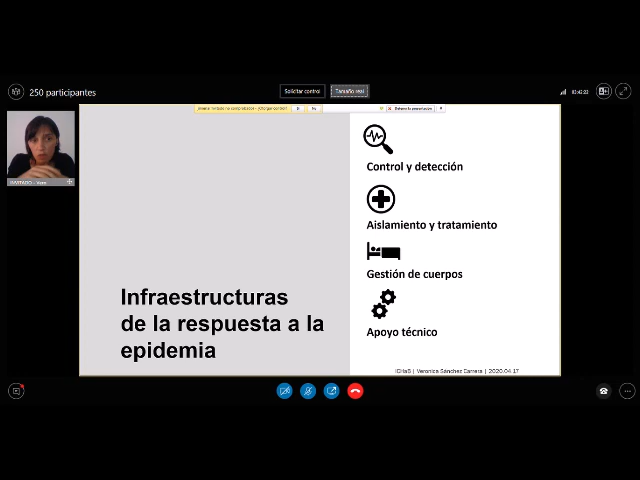 250 participantes
Solicitar control
Tamaño real
Control y detección
Aislamiento y tratamiento
Gestión de cuerpos
Apoyo técnico
Infraestructuras
de la respuesta a la
epidemia
| Veronica Sánchez Carrera | 2020.04.17